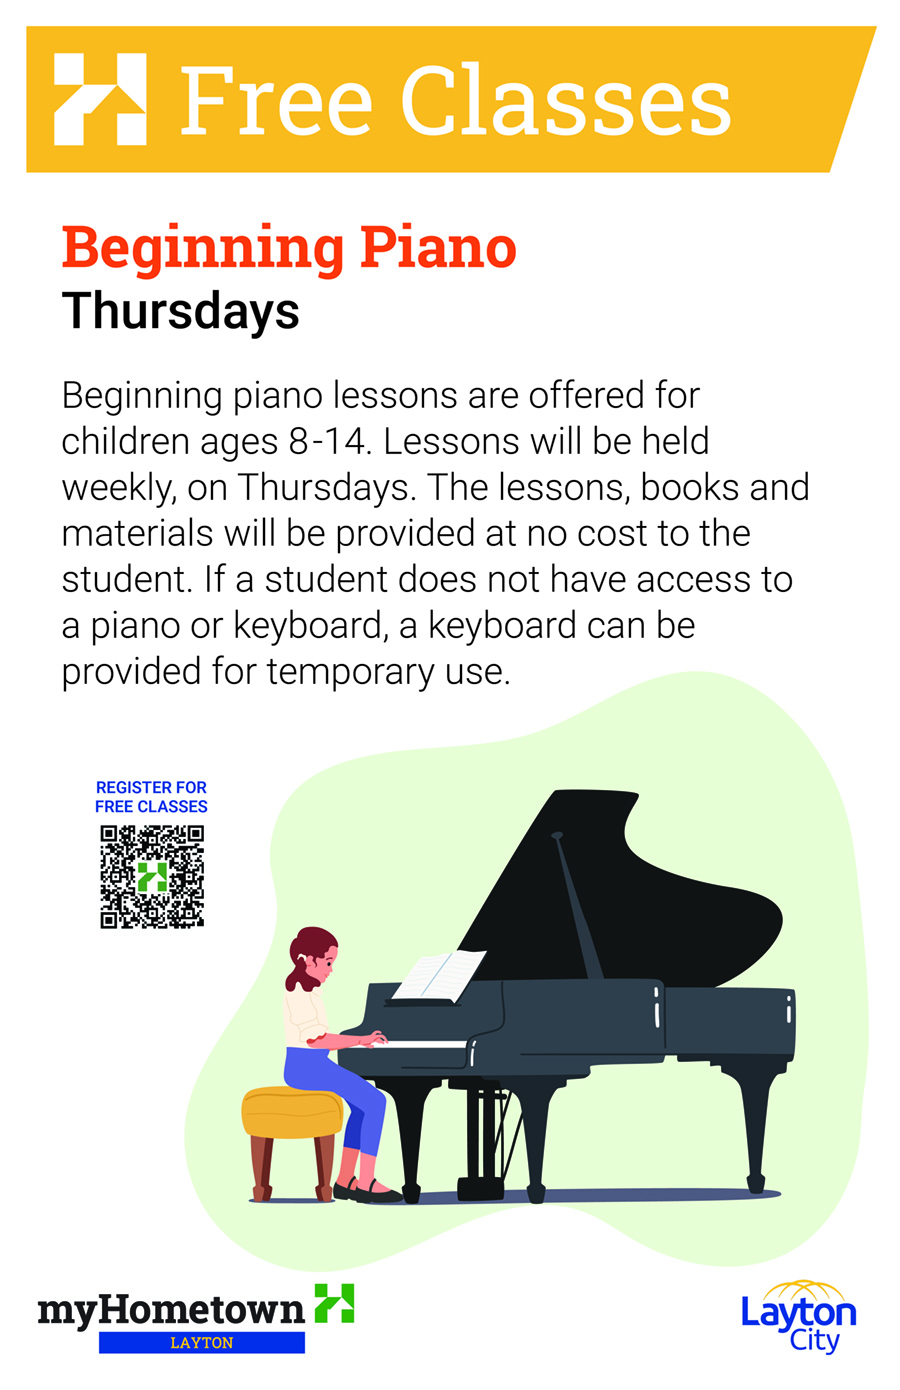 Free Classes
Beginning Piano
Thursdays
Beginning piano lessons are offered for
children ages 8-14. Lessons will be held
weekly, on Thursdays. The lessons, books and
materials will be provided at no cost to the
student. If a student does not have access to
a piano or keyboard, a keyboard can be
provided for temporary use.
REGISTER FOR
FREE CLASSES
myHometown
LAYTON
Layton
City